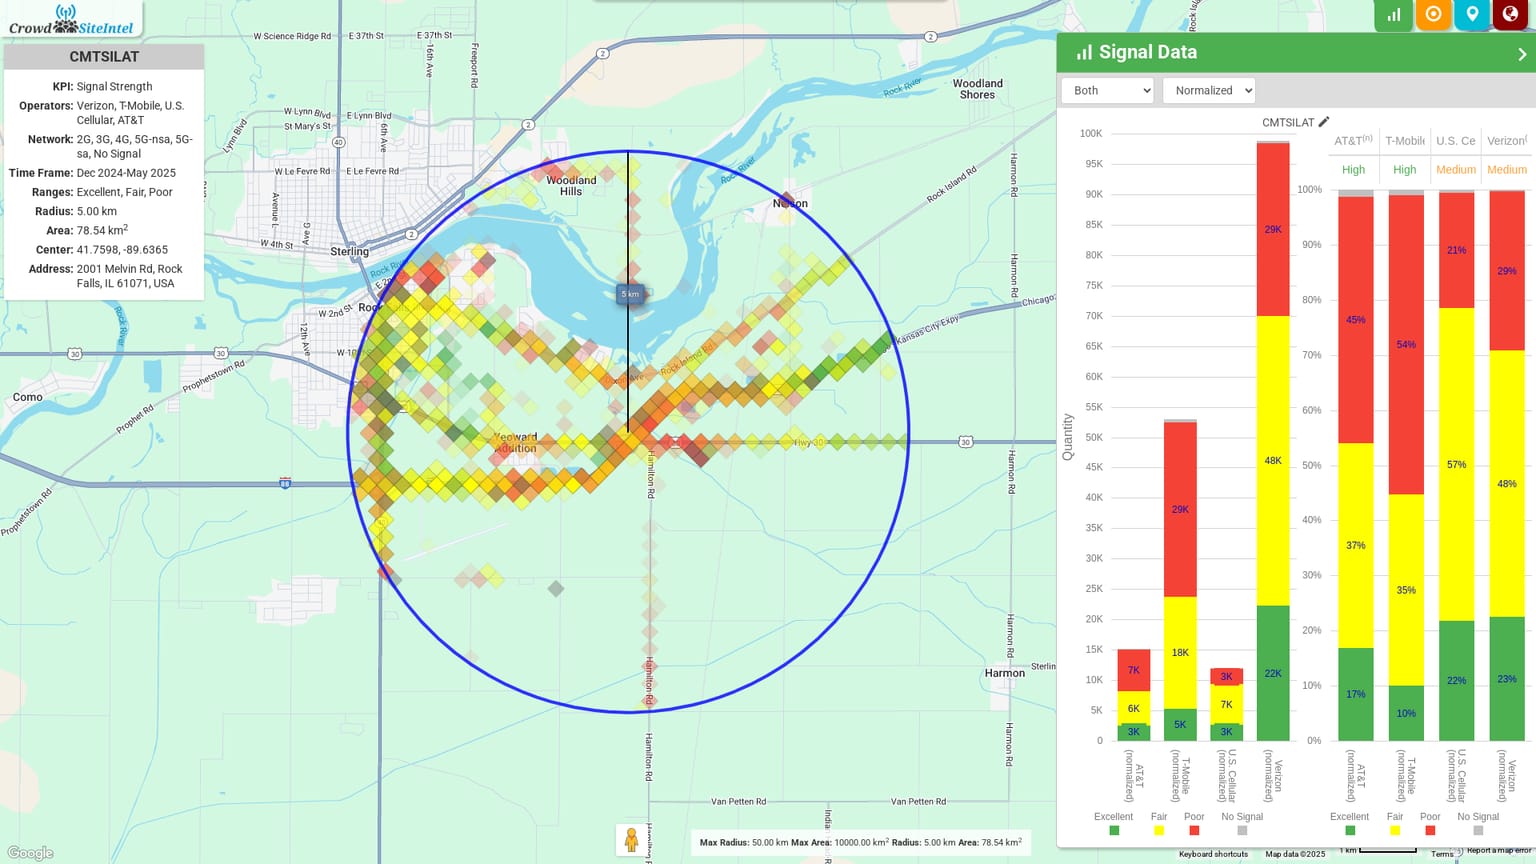 CrowdSiteIntel
CMTSILAT
KPI: Signal Strength
Operators: Verizon, T-Mobile, U.S.
Cellular, AT&T
Network: 2G, 3G, 4G, 5G-nsa, 5G-
sa, No Signal
Time Frame: Dec 2024-May 2025
Ranges: Excellent, Fair, Poor
Radius: 5.00 km
Area: 78.54 km2
Center: 41.7598, -89.6365
Address: 2001 Melvin Rd, Rock
Falls, IL 61071, USA
W Science Ridge Rd
E 37th St
E 37th St
16th Ave
Freeport Rd
2
2
Rock River
Woodland
Shores
W Lynn Blvd
E Lynn Blvd
St Mary's St
Lynn Blvd
6th Ave
2
40
W Le Fevre Rd
E Le Fevre Rd
Woodland
Hills
Rock River
Rock Island Rd
Harmon Rd
Nelson
Avenue L
Ave G
W 4th St
2
Sterling
Rock River
Harmon Rd
5 km
W 2nd St
12th Ave
Chicago
Kansas City Expy
Rock Island Rd
30
30
Prophetstown Rd
Como
Prophet Rd
Yeoward
Addition
Hwy 30
30
Hamilton Rd
Harmon Rd
88
Prophetstown Rd
Harmon Rd
Hamilton Rd
Harmon
Sterlin
Hamilton Rd
Harmon Rd
Van Petten Rd
Van Petten Rd
Google
Max Radius: 50.00 km Max Area: 10000.00 km2 Radius: 5.00 km Area: 78.54 km2
Signal Data
Both
Normalized
CMTSILAT
Quantity
100K
95K
90K
85K
80K
75K
70K
65K
60K
55K
50K
45K
40K
35K
30K
25K
20K
15K
10K
5K
0
7K
6K
3K
29K
18K
5K
3K
7K
3K
29K
48K
22K
AT&T
(normalized)
T-Mobile
(normalized)
U.S. Cellular
(normalized)
Verizon
(normalized)
Excellent Fair Poor No Signal
AT&T(n) T-Mobile U.S. Ce Verizon(
High High Medium Medium
100%
90%
80%
70%
60%
50%
40%
30%
20%
10%
0%
45%
37%
17%
54%
35%
10%
21%
57%
22%
29%
48%
23%
AT&T
(normalized)
T-Mobile
(normalized)
U.S. Cellular
(normalized)
Verizon
(normalized)
Excellent Fair Poor No Signal
Keyboard shortcuts
Map data ©2025
1 km
Terms
Report a map error